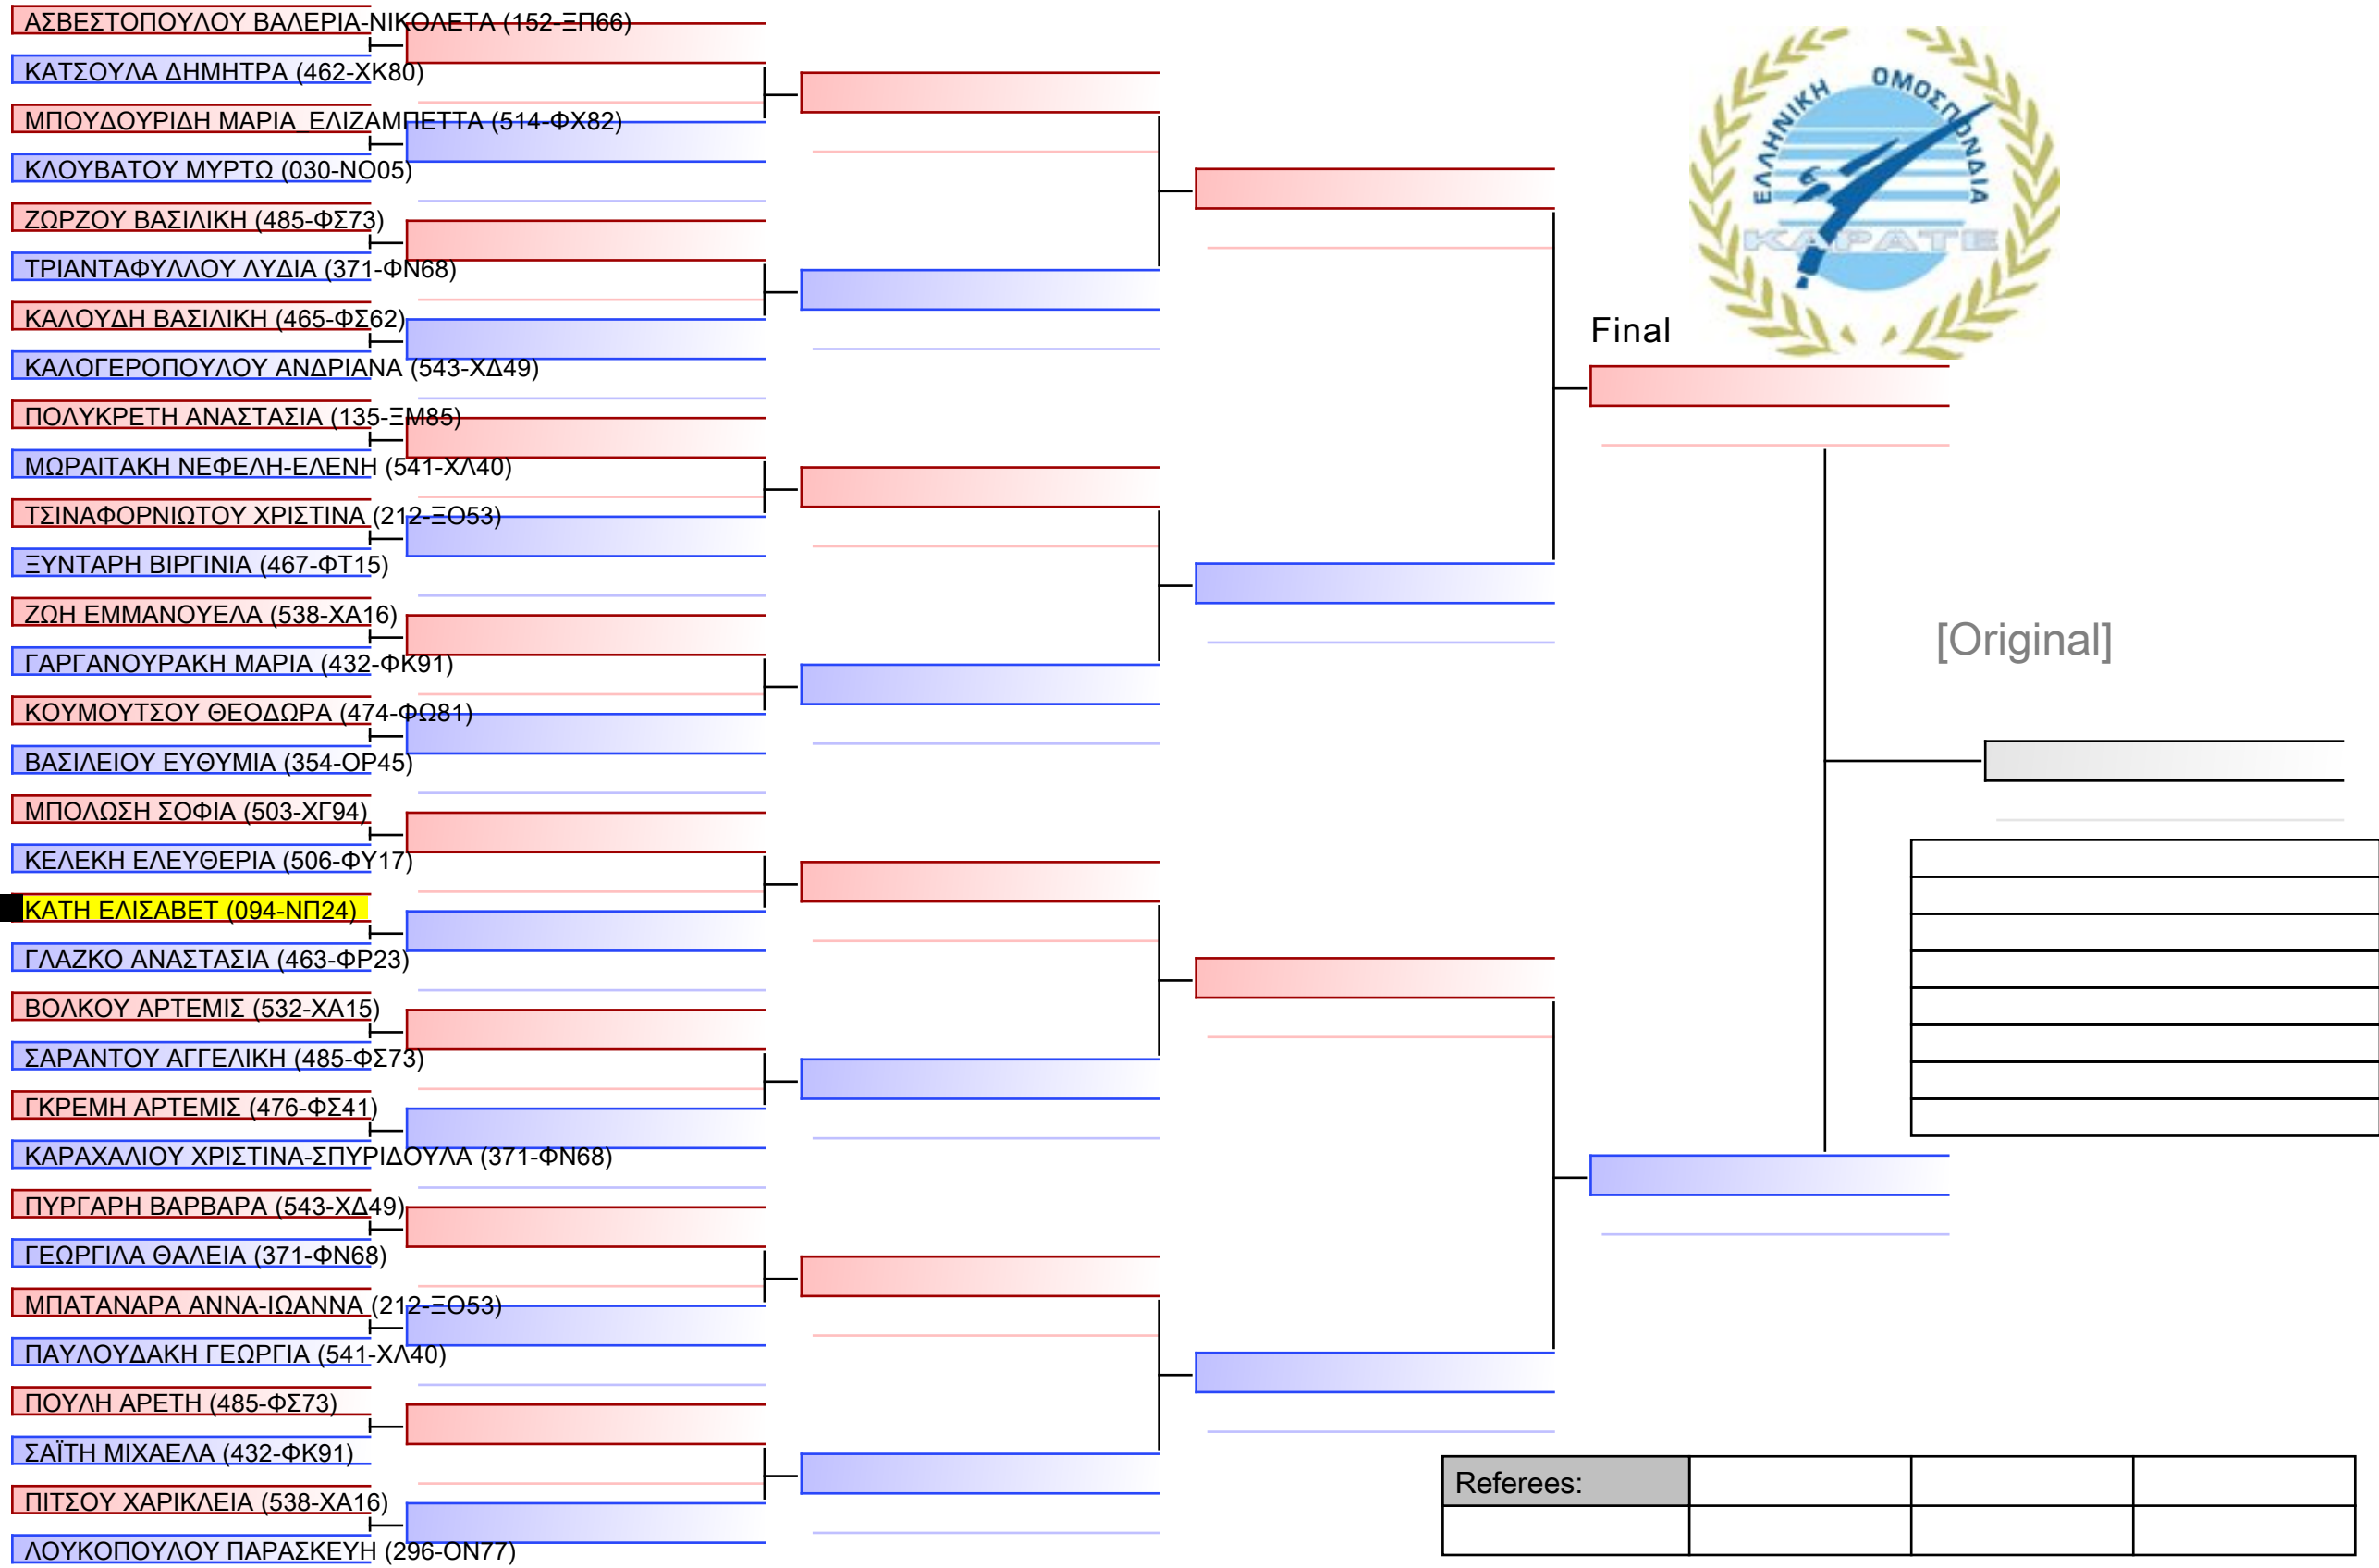 ΑΣΒΕΣΤΟΠΟΥΛΟΥ ΒΑΛΕΡΙΑ-ΝΙΚΟΛΕΤΑ (152-ΞΠ66)
ΚΑΤΣΟΥΛΑ ΔΗΜΗΤΡΑ (462-ΧΚ80)
ΜΠΟΥΔΟΥΡΙΔΗ ΜΑΡΙΑ ΕΛΙΖΑΜΠΕΤΤΑ (514-ΦΧ82)
ΚΛΟΥΒΑΤΟΥ ΜΥΡΤΩ (030-ΝΟ05)
ΖΩΡΖΟΥ ΒΑΣΙΛΙΚΗ (485-ΦΣ73)
ΤΡΙΑΝΤΑΦΥΛΛΟΥ ΛΥΔΙΑ (371-ΦΝ68)
ΚΑΛΟΥΔΗ ΒΑΣΙΛΙΚΗ (465-ΦΣ62)
ΚΑΛΟΓΕΡΟΠΟΥΛΟΥ ΑΝΔΡΙΑΝΑ (543-ΧΔ49)
ΠΟΛΥΚΡΕΤΗ ΑΝΑΣΤΑΣΙΑ (135-ΞΜ85)
ΜΩΡΑΙΤΑΚΗ ΝΕΦΕΛΗ-ΕΛΕΝΗ (541-ΧΛ40)
ΤΣΙΝΑΦΟΡΝΙΩΤΟΥ ΧΡΙΣΤΙΝΑ (212-ΞΟ53)
ΞΥΝΤΑΡΗ ΒΙΡΓΙΝΙΑ (467-ΦΤ15)
ΖΩΗ ΕΜΜΑΝΟΥΕΛΑ (538-ΧΑ16)
ΓΑΡΓΑΝΟΥΡΑΚΗ ΜΑΡΙΑ (432-ΦΚ91)
ΚΟΥΜΟΥΤΣΟΥ ΘΕΟΔΩΡΑ (474-ΦΩ81)
ΒΑΣΙΛΕΙΟΥ ΕΥΘΥΜΙΑ (354-ΟΡ45)
ΜΠΟΛΩΣΗ ΣΟΦΙΑ (503-ΧΓ94)
ΚΕΛΕΚΗ ΕΛΕΥΘΕΡΙΑ (506-ΦΥ17)
ΚΑΤΗ ΕΛΙΣΑΒΕΤ (094-ΝΠ24)
ΓΛΑΖΚΟ ΑΝΑΣΤΑΣΙΑ (463-ΦΡ23)
ΒΟΛΚΟΥ ΑΡΤΕΜΙΣ (532-ΧΑ15)
ΣΑΡΑΝΤΟΥ ΑΓΓΕΛΙΚΗ (485-ΦΣ73)
ΓΚΡΕΜΗ ΑΡΤΕΜΙΣ (476-ΦΣ41)
ΚΑΡΑΧΑΛΙΟΥ ΧΡΙΣΤΙΝΑ-ΣΠΥΡΙΔΟΥΛΑ (371-ΦΝ68)
ΠΥΡΓΑΡΗ ΒΑΡΒΑΡΑ (543-ΧΔ49)
ΓΕΩΡΓΙΛΑ ΘΑΛΕΙΑ (371-ΦΝ68)
ΜΠΑΤΑΝΑΡΑ ΑΝΝΑ-ΙΩΑΝΝΑ (212-ΞΟ53)
ΠΑΥΛΟΥΔΑΚΗ ΓΕΩΡΓΙΑ (541-ΧΛ40)
ΠΟΥΛΗ ΑΡΕΤΗ (485-ΦΣ73)
ΣΑΪΤΗ ΜΙΧΑΕΛΑ (432-ΦΚ91)
ΠΙΤΣΟΥ ΧΑΡΙΚΛΕΙΑ (538-ΧΑ16)
ΛΟΥΚΟΠΟΥΛΟΥ ΠΑΡΑΣΚΕΥΗ (296-ΟΝ77)
ΕΛΛΗΝΙΚΗ ΟΜΟΣΠΟΝΔΙΑ
ΚΑΡΑΤΕ
Final
[Original]
Referees: